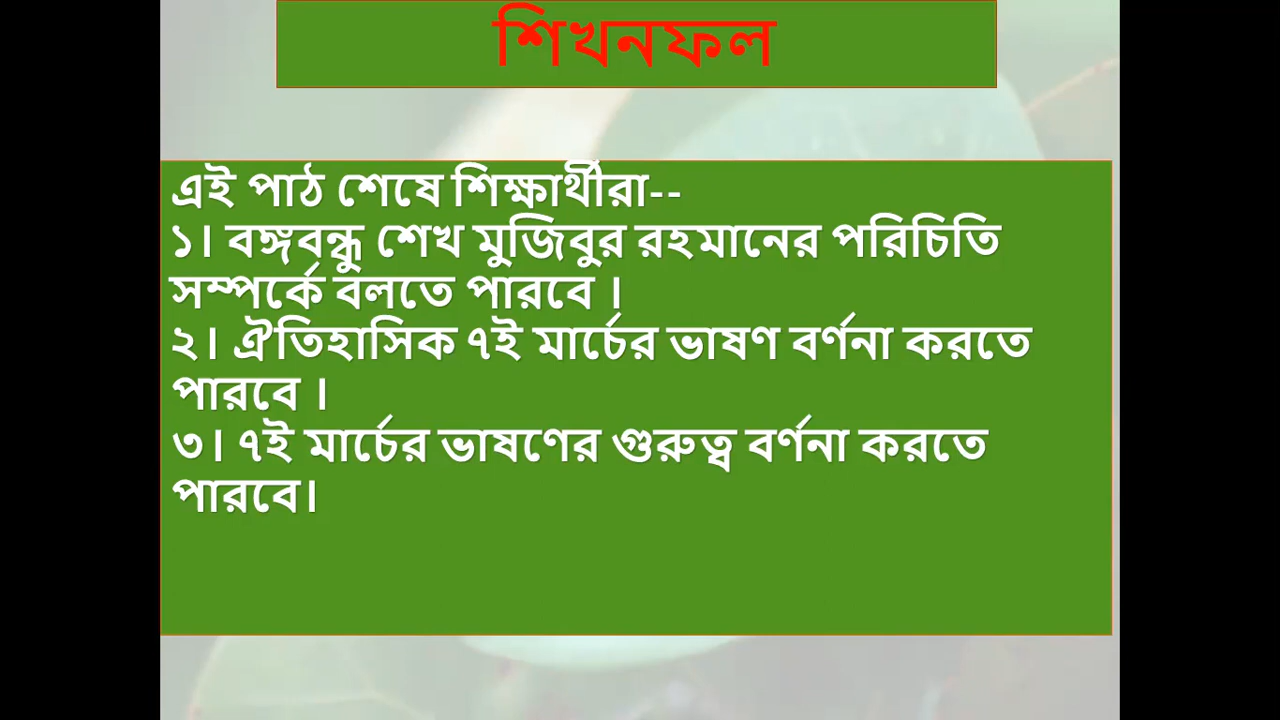 শিখনফল
এই পাঠ শেষে শিক্ষার্থীরা--
১। বঙ্গবন্ধু শেখ মুজিবুর রহমানের পরিচিতি
সম্পর্কে বলতে পারবে ।
২। ঐতিহাসিক ৭ই মার্চের ভাষণ বর্ণনা করতে
পারবে ।
৩। ৭ই মার্চের ভাষণের গুরুত্ব বর্ণনা করতে
পারবে।